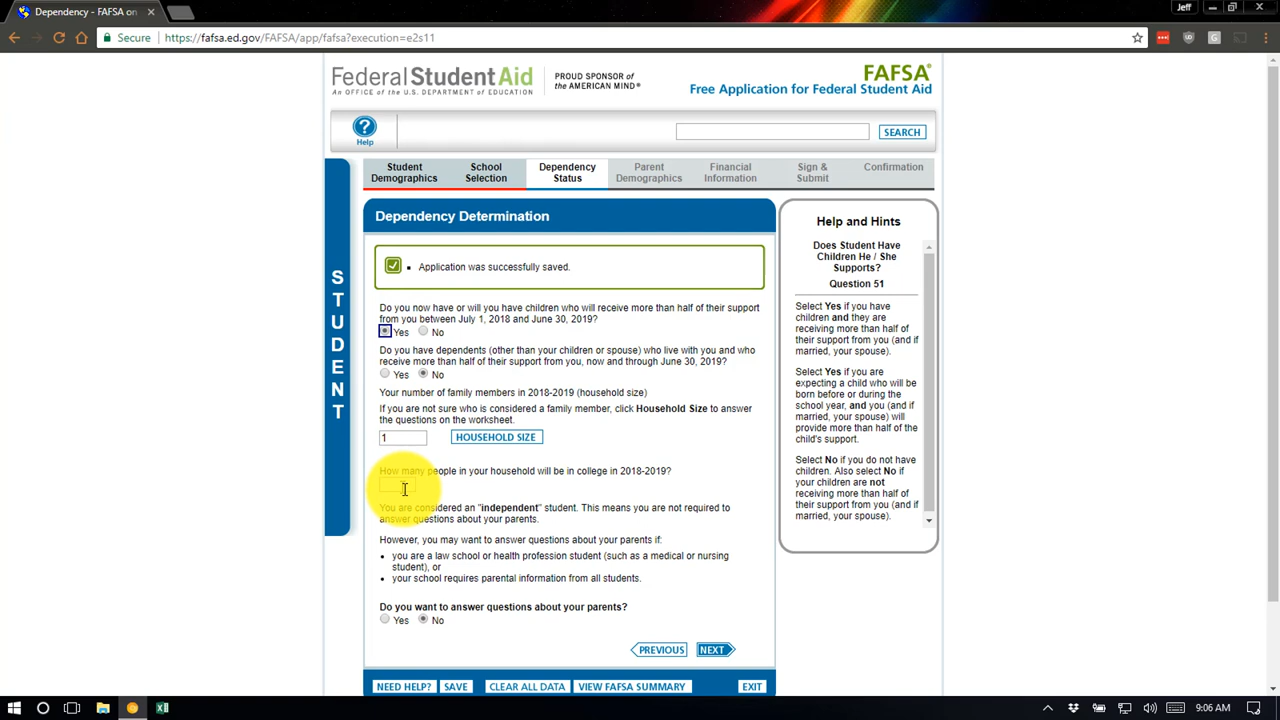 Dependency - FAFSA on
Jeff
Secure https://fafsa.ed.gov/FAFSA/app/fafsa?execution=e2s11
Federal Student Aid
An OFFICE of the U.S. DEPARTMENT of EDUCATION
PROUD SPONSOR of
the AMERICAN MIND®
FAFSA®
Free Application for Federal Student Aid
?
Help
SEARCH
Student
Demographics
School
Selection
Dependency
Status
Parent
Demographics
Financial
Information
Sign &
Submit
Confirmation
STUDENT
Dependency Determination
• Application was successfully saved.
Do you now have or will you have children who will receive more than half of their support
from you between July 1, 2018 and June 30, 2019?
Yes No
Do you have dependents (other than your children or spouse) who live with you and who
receive more than half of their support from you, now and through June 30, 2019?
Yes No
Your number of family members in 2018-2019 (household size)
If you are not sure who is considered a family member, click Household Size to answer
the questions on the worksheet.
1 HOUSEHOLD SIZE
How many people in your household will be in college in 2018-2019?
You are considered an "independent" student. This means you are not required to
answer questions about your parents.
However, you may want to answer questions about your parents if:
• you are a law school or health profession student (such as a medical or nursing
student), or
• your school requires parental information from all students.
Do you want to answer questions about your parents?
Yes No
PREVIOUS NEXT
NEED HELP? SAVE CLEAR ALL DATA VIEW FAFSA SUMMARY EXIT
Help and Hints
Does Student Have
Children He / She
Supports?
Question 51
Select Yes if you have
children and they are
receiving more than half of
their support from you (and if
married, your spouse).
Select Yes if you are
expecting a child who will be
born before or during the
school year, and you (and if
married, your spouse) will
provide more than half of the
child's support.
Select No if you do not have
children. Also select No if
your children are not
receiving more than half of
their support from you (and if
married, your spouse).
9:06 AM